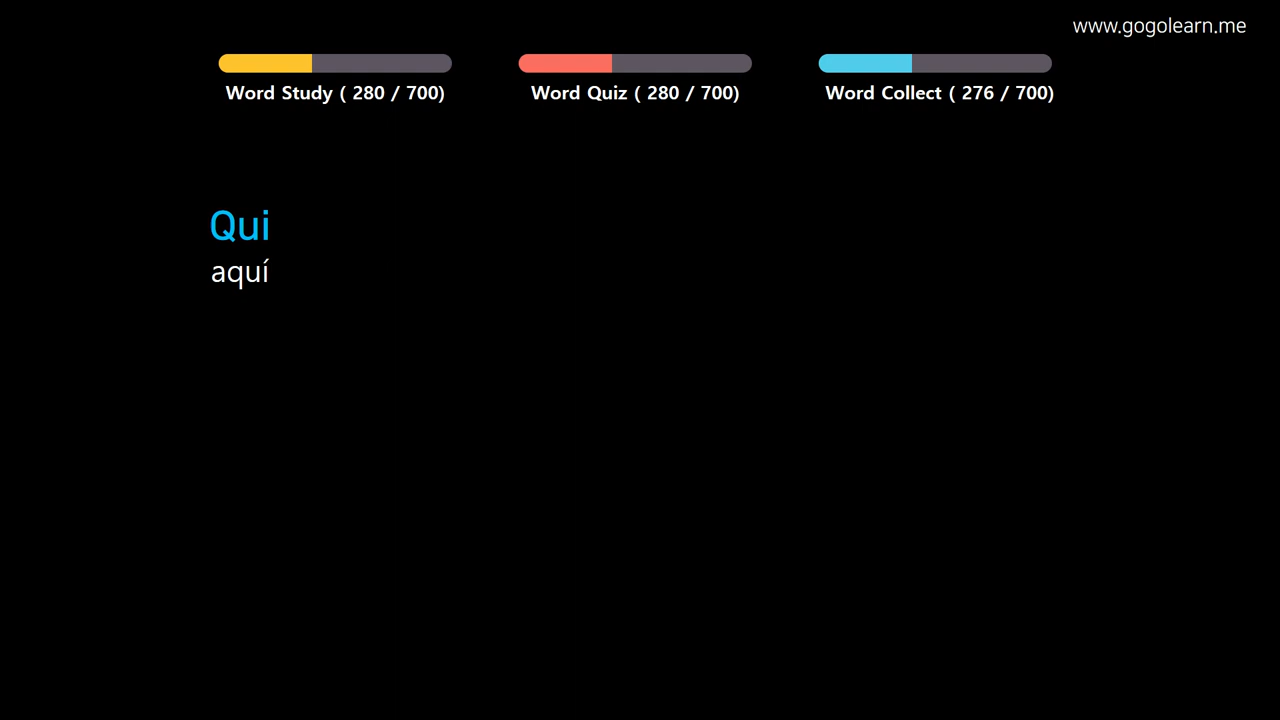 www.gogolearn.me
Word Study ( 280 / 700)
Word Quiz ( 280 / 700)
Word Collect ( 276 / 700)
Qui
aquí